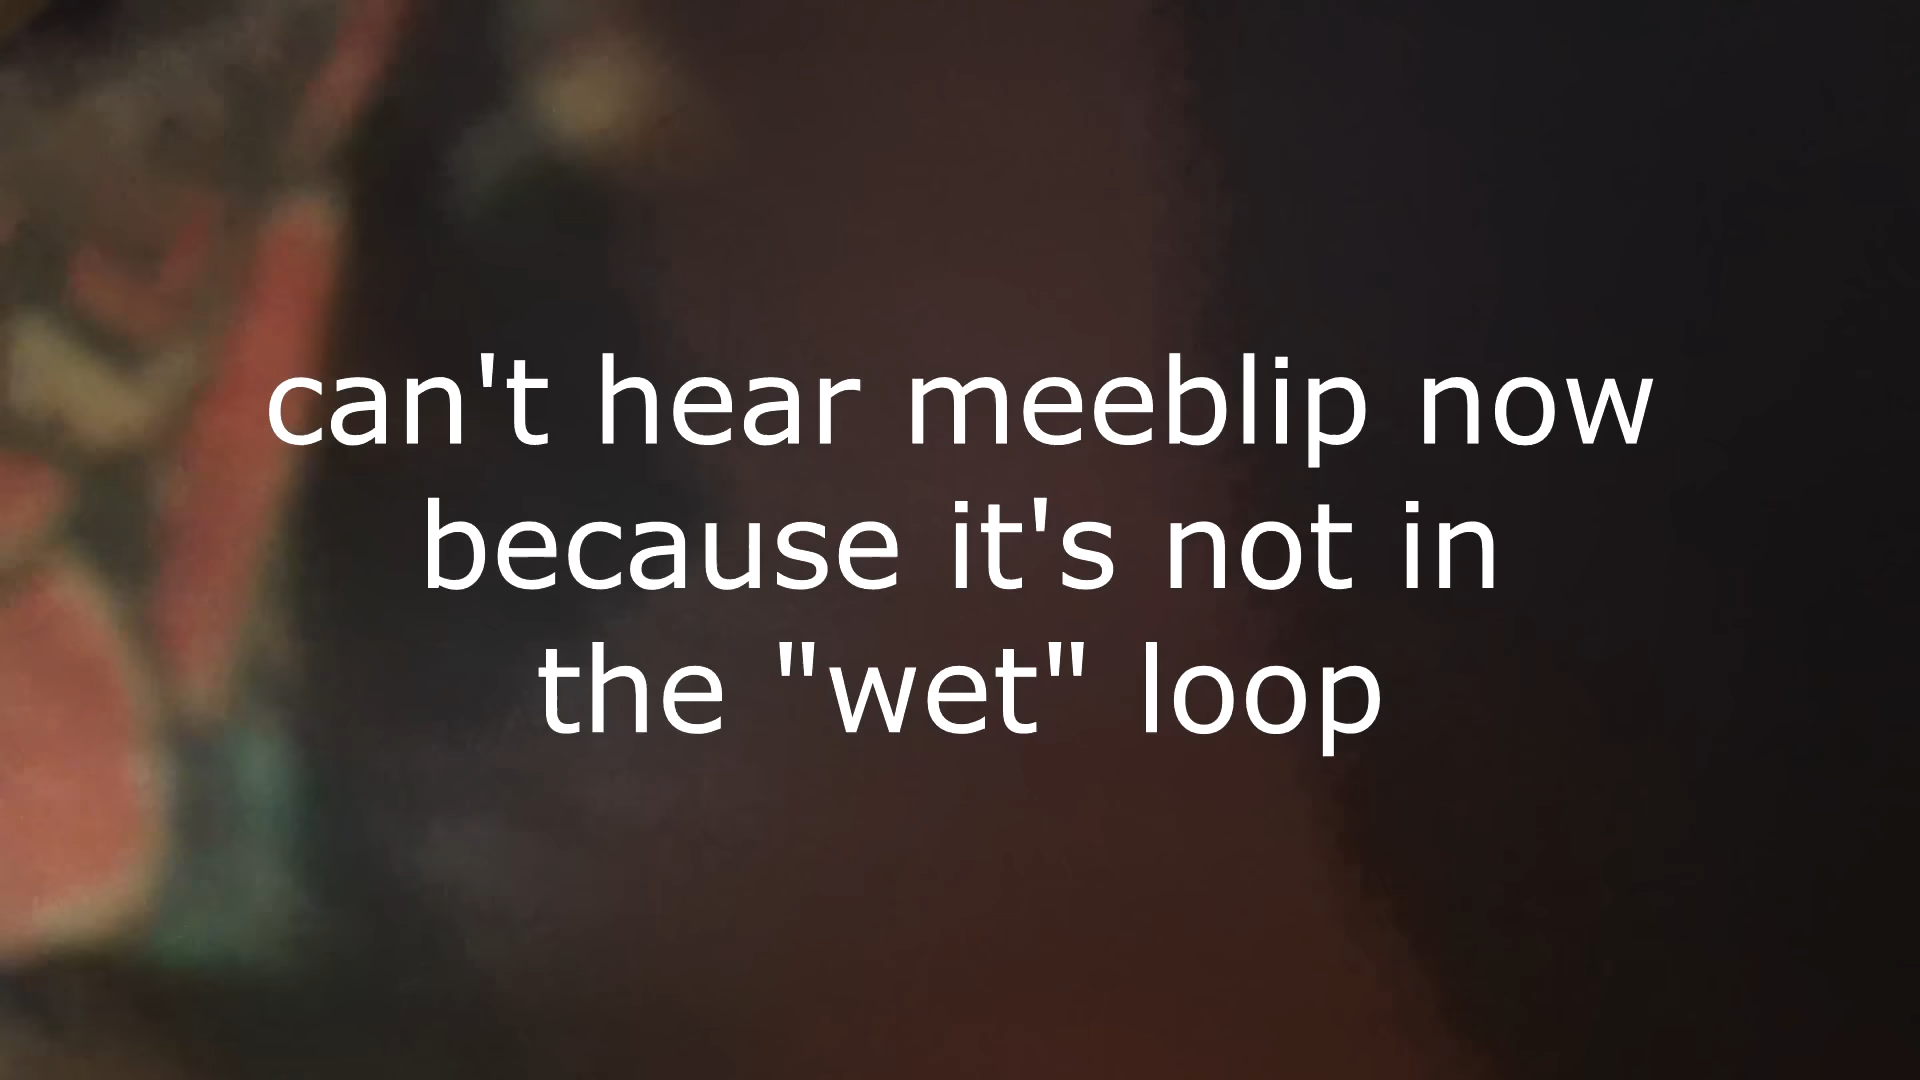 can't hear meeblip now
because it's not in
the "wet" loop